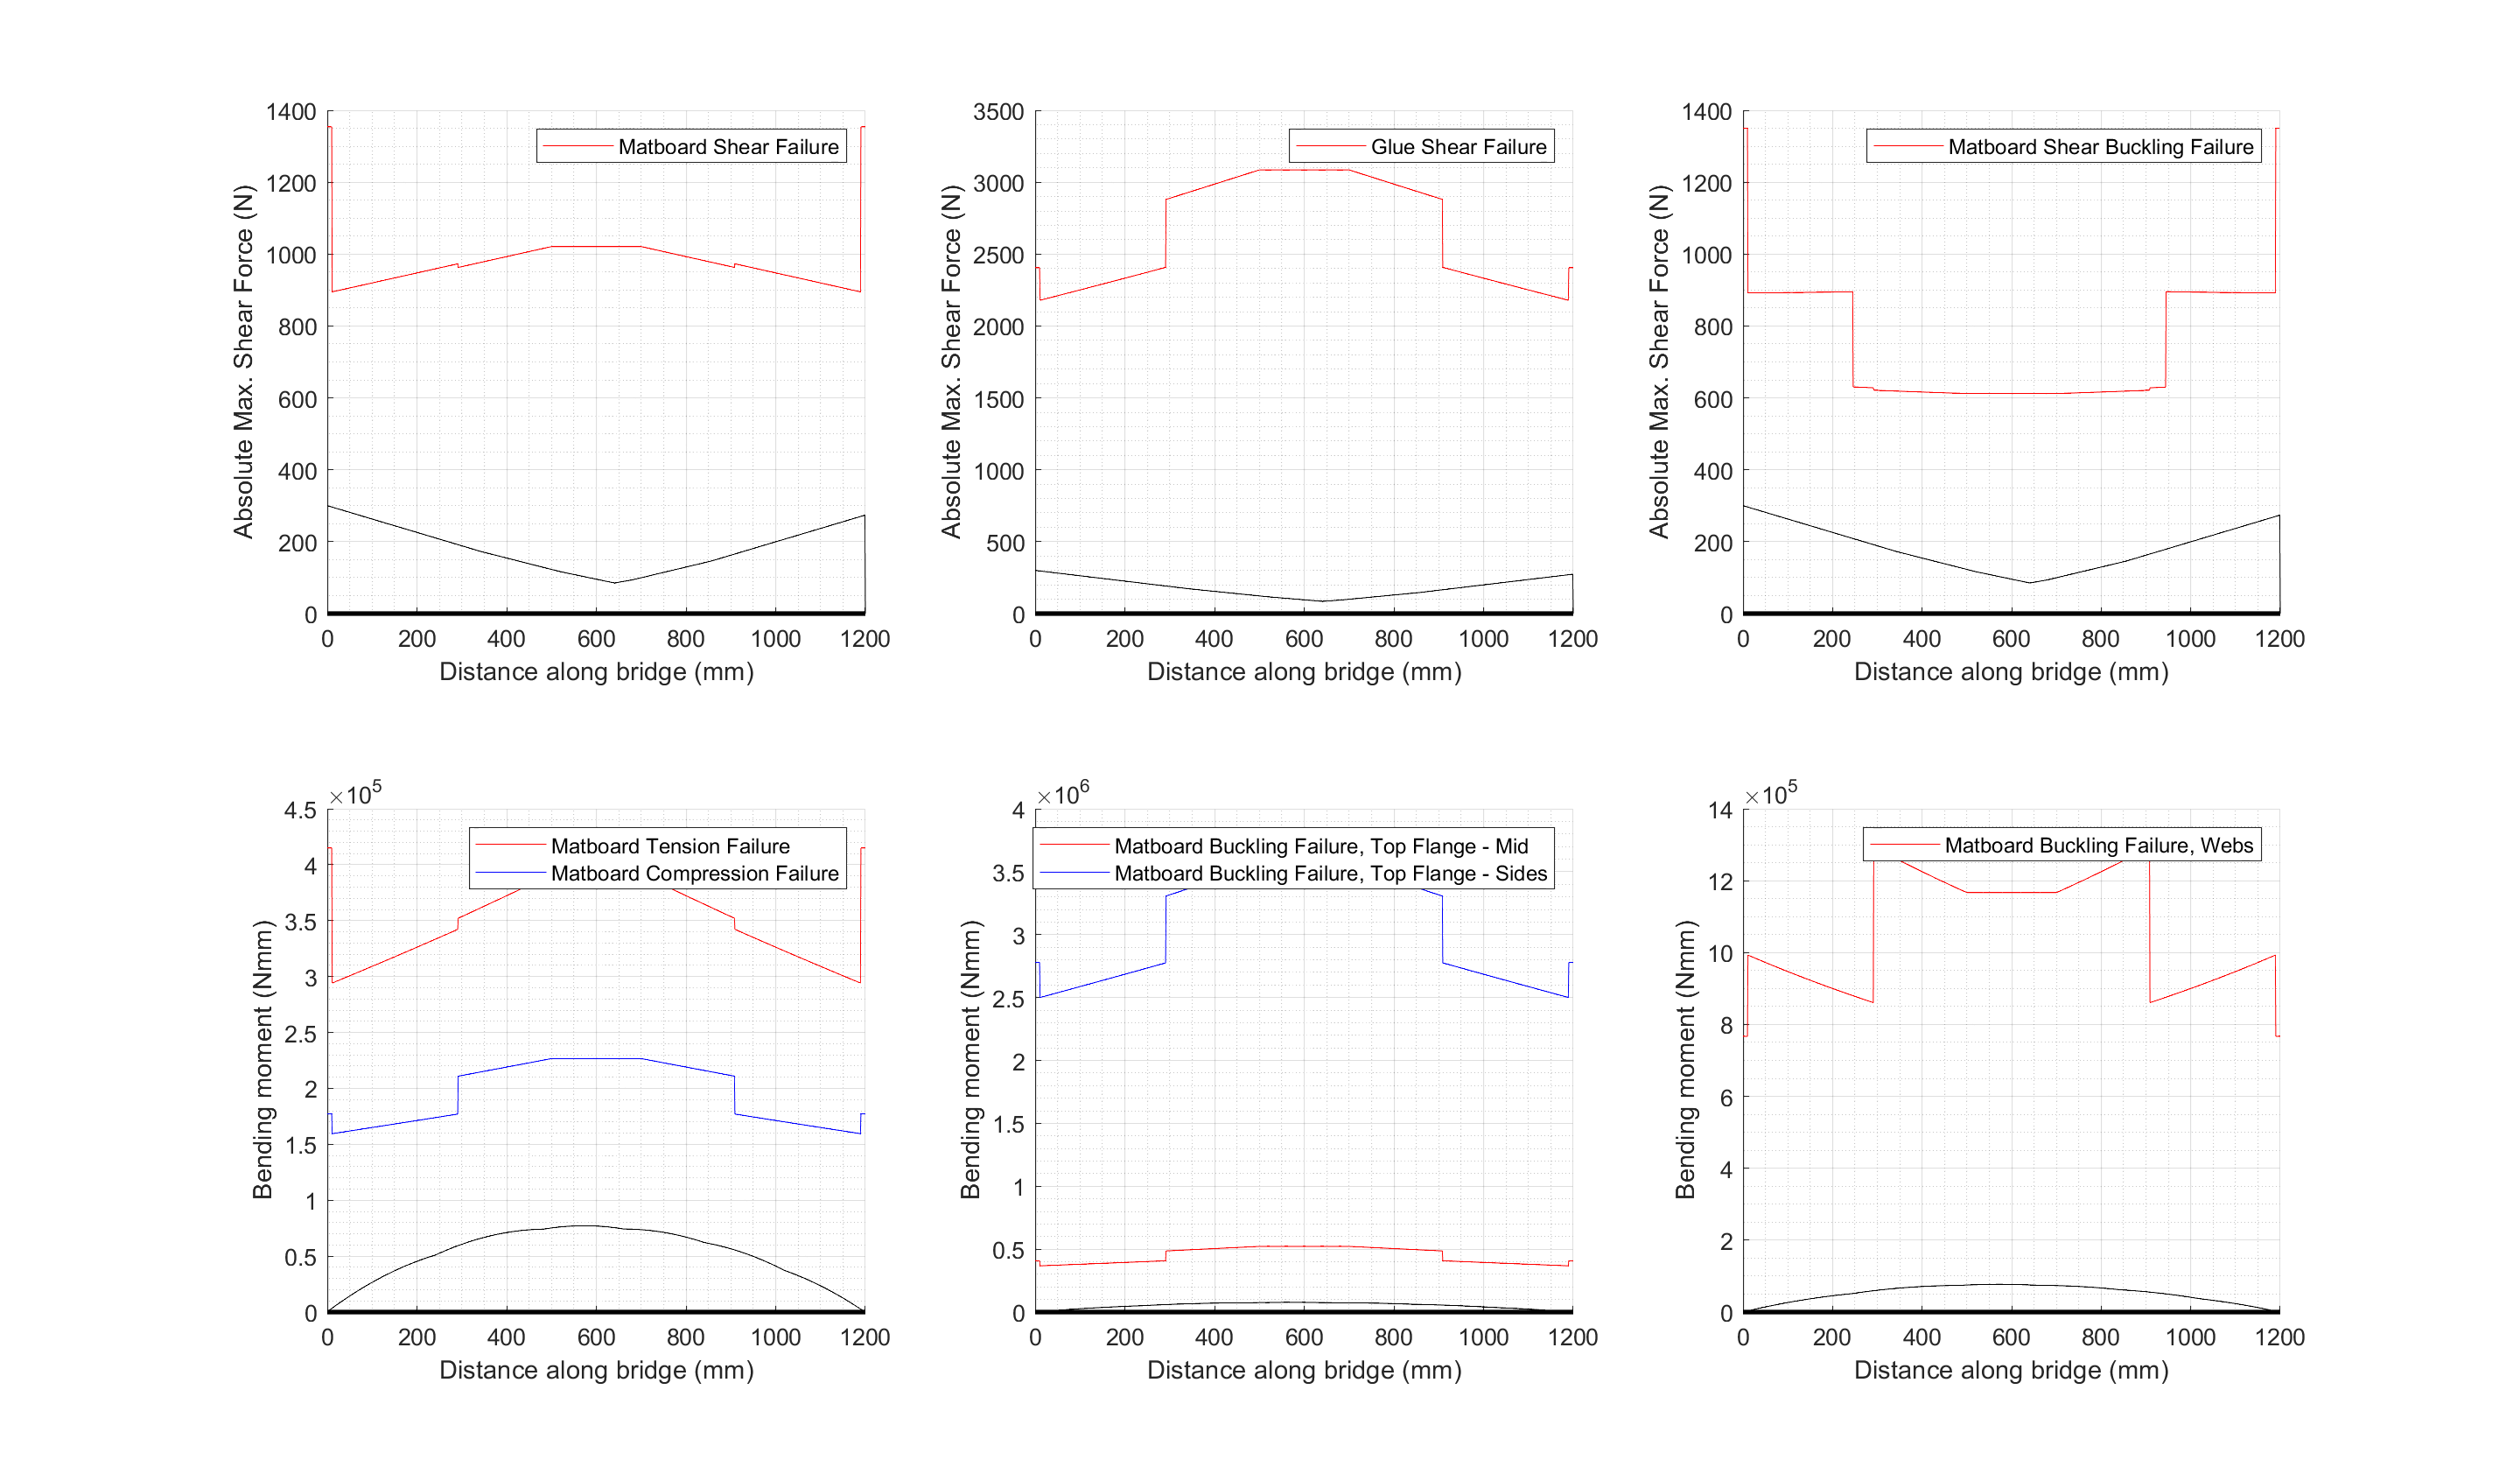 1400
1200
1000
800
600
400
200
0
0 200 400 600 800 1000 1200
Distance along bridge (mm)
Absolute Max. Shear Force (N)
Matboard Shear Failure
3500
3000
2500
2000
1500
1000
500
0
0 200 400 600 800 1000 1200
Distance along bridge (mm)
Absolute Max. Shear Force (N)
Glue Shear Failure
1400
1200
1000
800
600
400
200
0
0 200 400 600 800 1000 1200
Distance along bridge (mm)
Absolute Max. Shear Force (N)
Matboard Shear Buckling Failure
×10^5
4.5
4
3.5
3
2.5
2
1.5
1
0.5
0
0 200 400 600 800 1000 1200
Distance along bridge (mm)
Bending moment (Nmm)
Matboard Tension Failure
Matboard Compression Failure
×10^6
4
3.5
3
2.5
2
1.5
1
0.5
0
0 200 400 600 800 1000 1200
Distance along bridge (mm)
Bending moment (Nmm)
Matboard Buckling Failure, Top Flange - Mid
Matboard Buckling Failure, Top Flange - Sides
×10^5
14
12
10
8
6
4
2
0
0 200 400 600 800 1000 1200
Distance along bridge (mm)
Bending moment (Nmm)
Matboard Buckling Failure, Webs